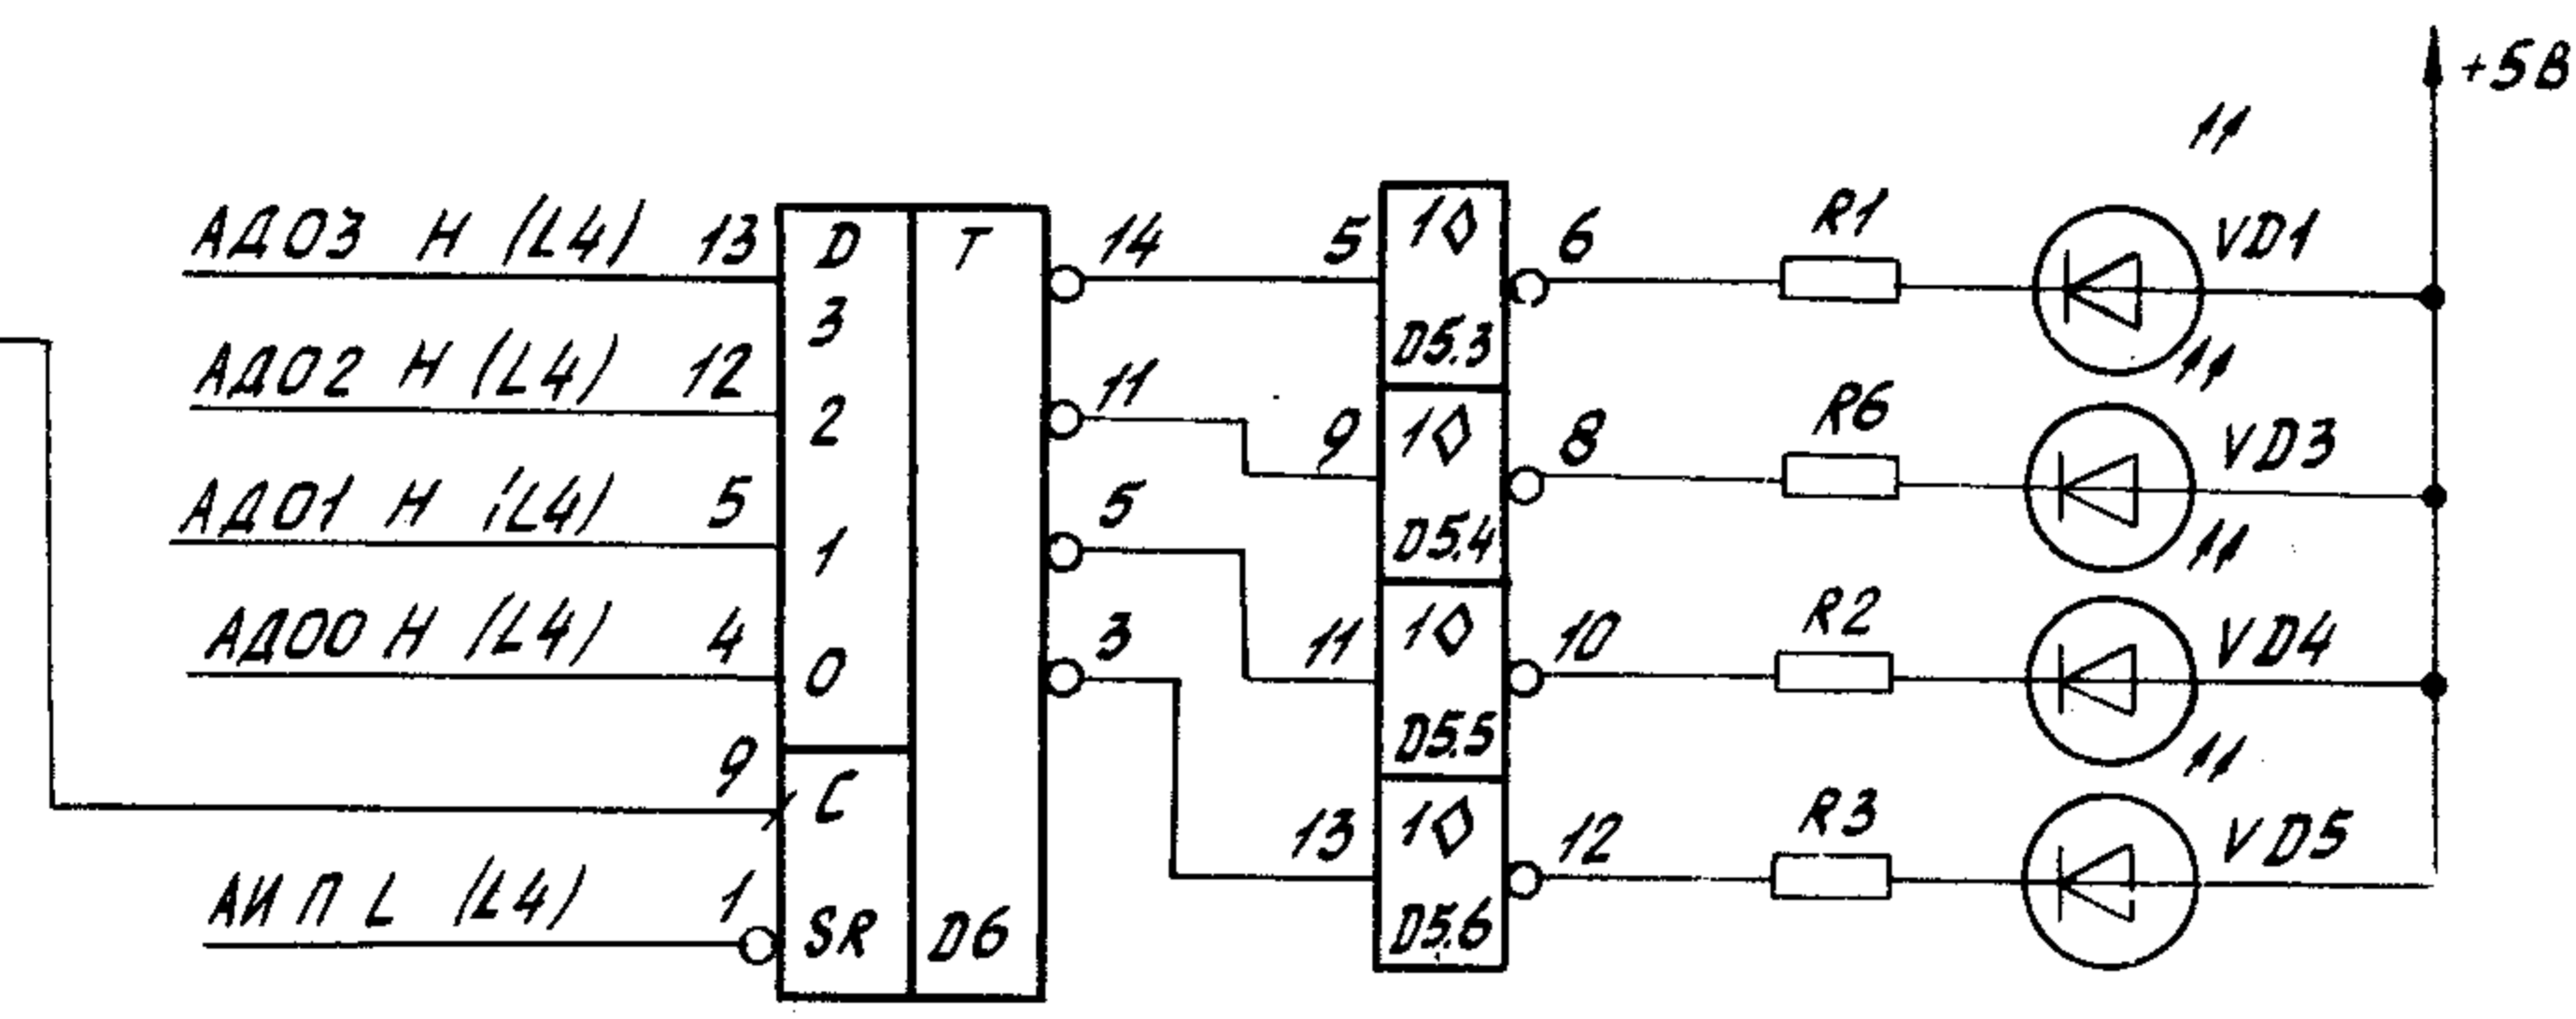 +5В
АД03 Н (L4) 13 D T 14 5 1◇ 6 R1 VD1
3 D5.3
АД02 Н (L4) 12 2 11 9 1◇ 8 R6 VD3
АД01 Н (L4) 5 1 5 D5.4
АД00 Н (L4) 4 0 3 11 1◇ 10 R2 VD4
9 C D5.5
13 1◇ 12 R3 VD5
АИП L (L4) 1 SR D6 D5.6